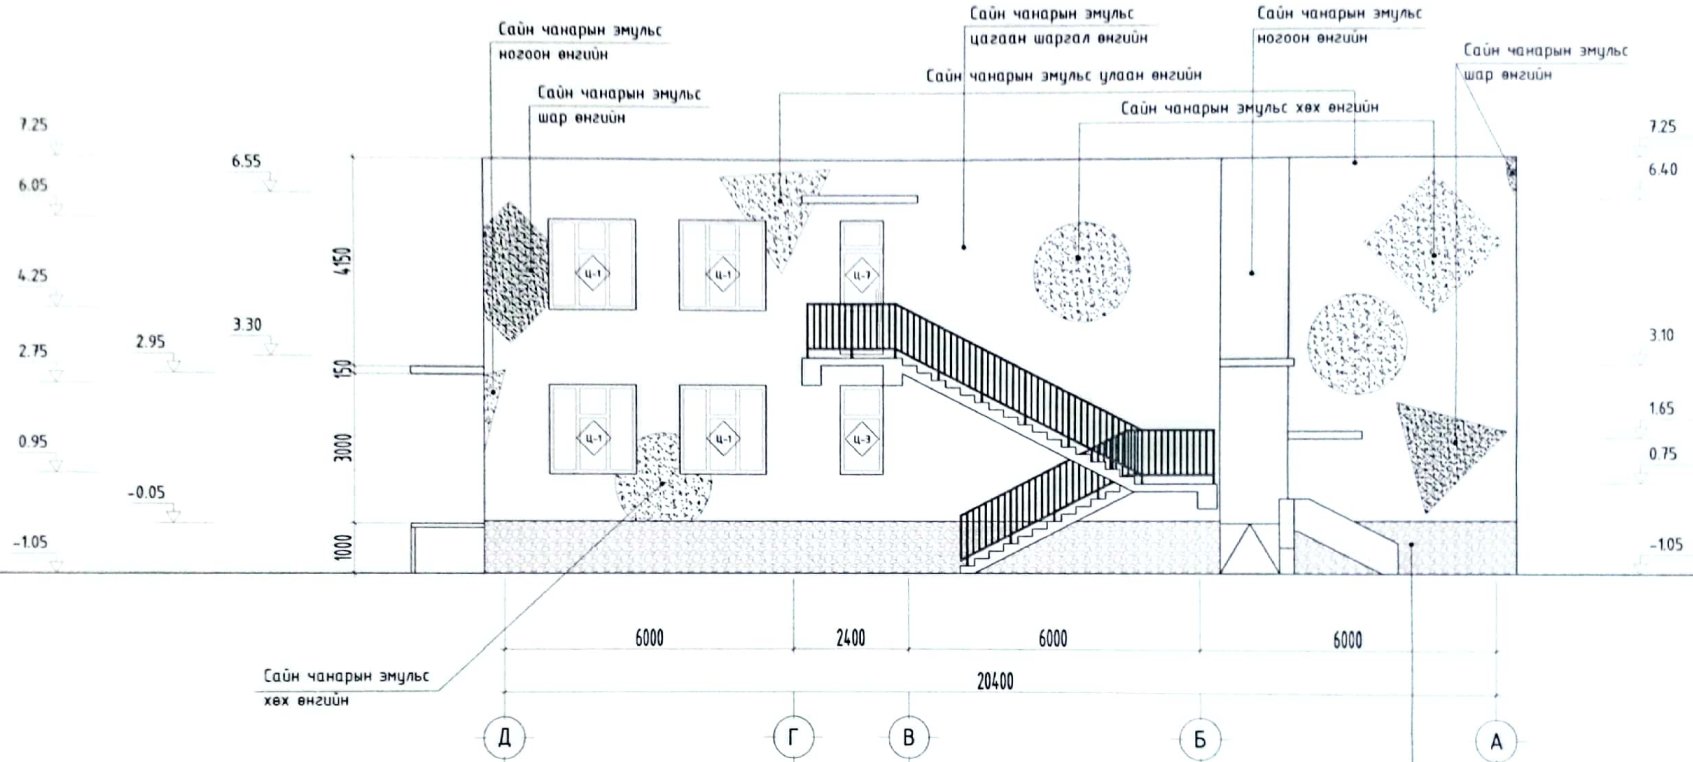 Сайн чанарын эмульс
ногоон өнгийн
Сайн чанарын эмульс
шар өнгийн
Сайн чанарын эмульс
цагаан шаргал өнгийн
Сайн чанарын эмульс улаан өнгийн
Сайн чанарын эмульс
ногоон өнгийн
Сайн чанарын эмульс
шар өнгийн
Сайн чанарын эмульс хөх өнгийн
7.25
6.05
4.25
2.75
0.95
-1.05
2.95
-0.05
6.55
3.30
4150
150
3000
1000
Ц-1
Ц-1
Ц-7
Ц-1
Ц-1
Ц-3
7.25
6.40
3.10
1.65
0.75
-1.05
6000
2400
6000
6000
20400
Сайн чанарын эмульс
хөх өнгийн
Д
Г
В
Б
А